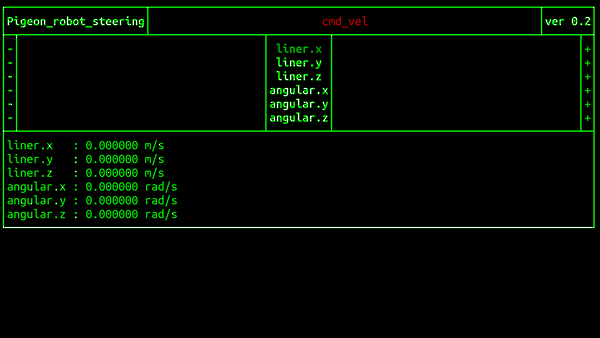 Pigeon_robot_steering cmd_vel ver 0.2
- liner.x +
- liner.y +
- liner.z +
- angular.x +
- angular.y +
- angular.z +
liner.x : 0.000000 m/s
liner.y : 0.000000 m/s
liner.z : 0.000000 m/s
angular.x : 0.000000 rad/s
angular.y : 0.000000 rad/s
angular.z : 0.000000 rad/s